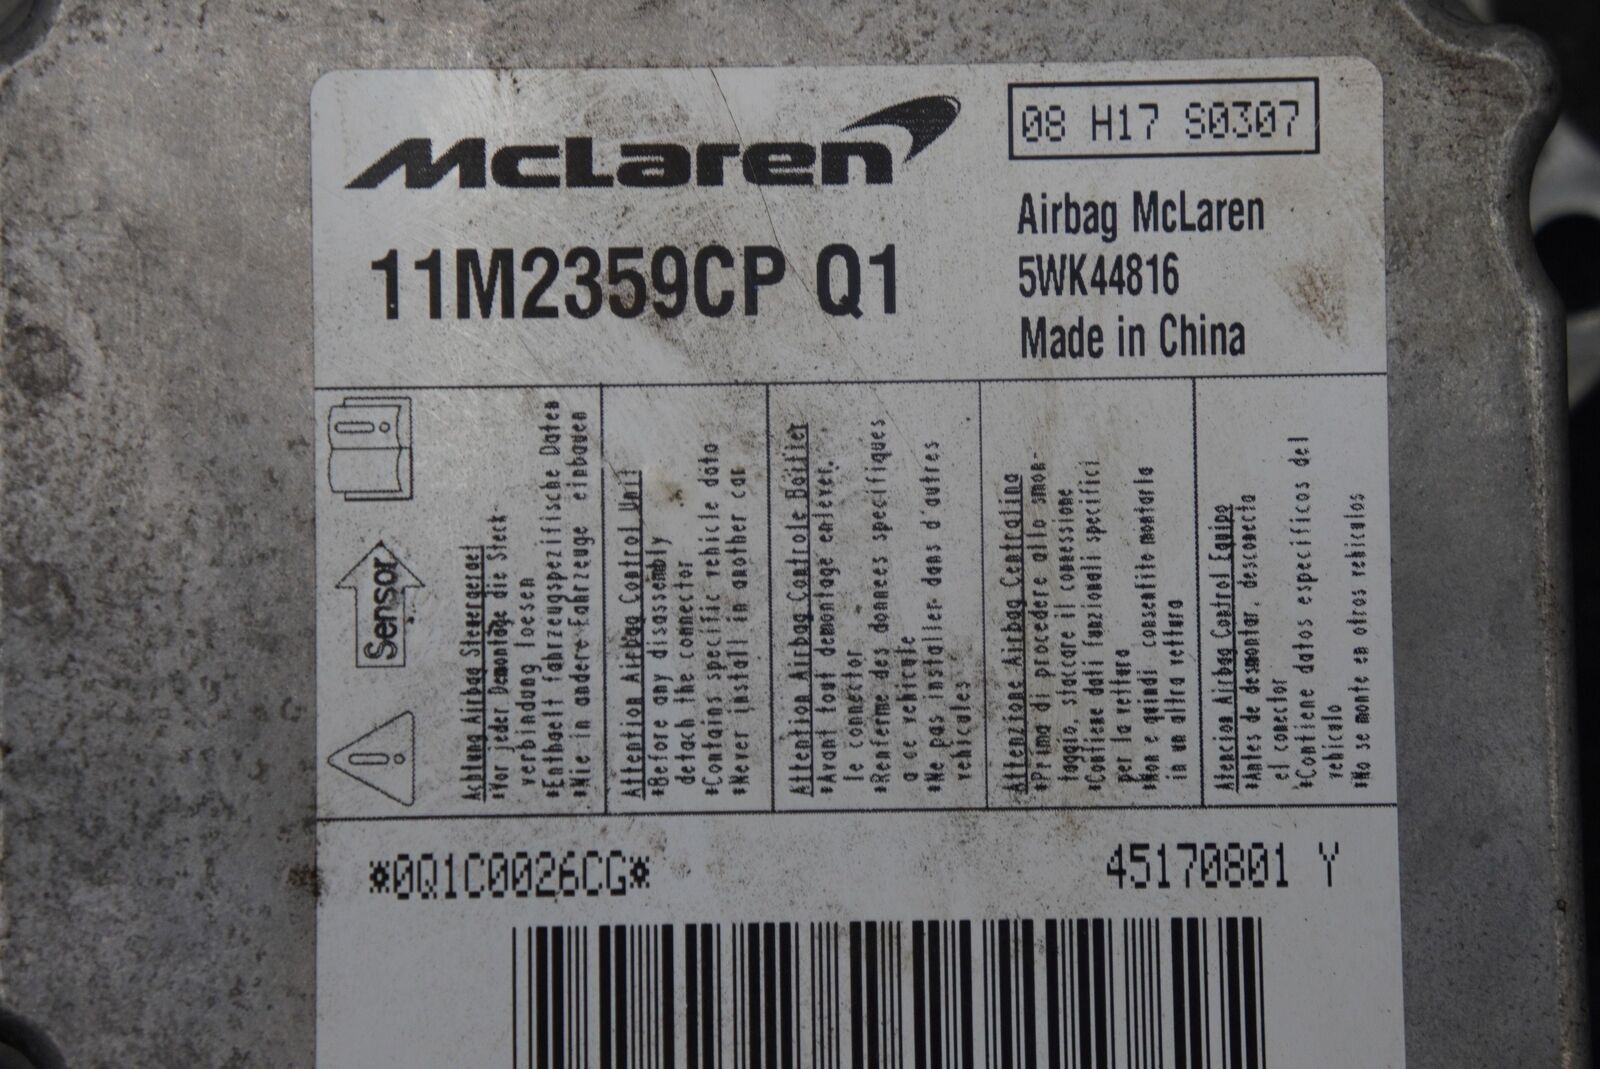 McLaren
08 H17 S0307
11M2359CP Q1
Airbag McLaren
5WK44816
Made in China
Sensor
Achtung Airbag Steuergeraet
*Vor jeder Demontage die Steck-
verbindung loesen
*Enthaelt fahrzeugspezifische Daten
*Nie in andere Fahrzeuge einbauen
Attention Airbag Control Unit
*Before any disassembly
detach the connector
*Contains specific vehicle data
*Never install in another car
Attention Airbag Controle Boitier
*Avant tout demontage enlever,
le connector
*Renferme des donnees specifiques
a ce vehicule
*Ne pas installer dans d'autres
vehicules
Attenzione Airbag Centralina
*Prima di procedere allo smon-
taggio, staccare il connessione
*Contiene dati funzionali specifici
per la vettura
*Non e quindi consentito montarla
in un altra vettura
Atencion Airbag Control Equipo
*Antes de desmontar, desconecta
el conector
*Contiene datos especificos del
vehiculo
*No se monte en otros vehiculos
*0Q1C0026CG*
45170801 Y